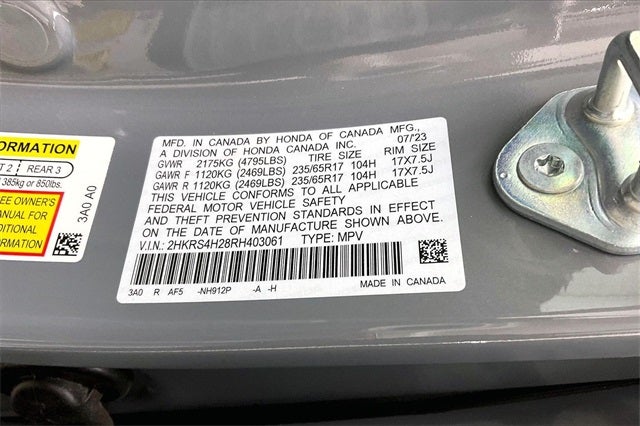 ORMATION
T 2 REAR 3
385kg or 850lbs.
EE OWNER'S
ANUAL FOR
DITIONAL
ORMATION
3A0 A0
MFD. IN CANADA BY HONDA OF CANADA MFG.,
A DIVISION OF HONDA CANADA INC. 07/'23
GVWR 2175KG (4795LBS) TIRE SIZE RIM SIZE
GAWR F 1120KG (2469LBS) 235/65R17 104H 17X7.5J
GAWR R 1120KG (2469LBS) 235/65R17 104H 17X7.5J
THIS VEHICLE CONFORMS TO ALL APPLICABLE
FEDERAL MOTOR VEHICLE SAFETY
AND THEFT PREVENTION STANDARDS IN EFFECT
ON THE DATE OF MANUFACTURE SHOWN ABOVE.
V.I.N.: 2HKRS4H28RH403061 TYPE: MPV
3A0 R AF5 -NH912P -A -H MADE IN CANADA